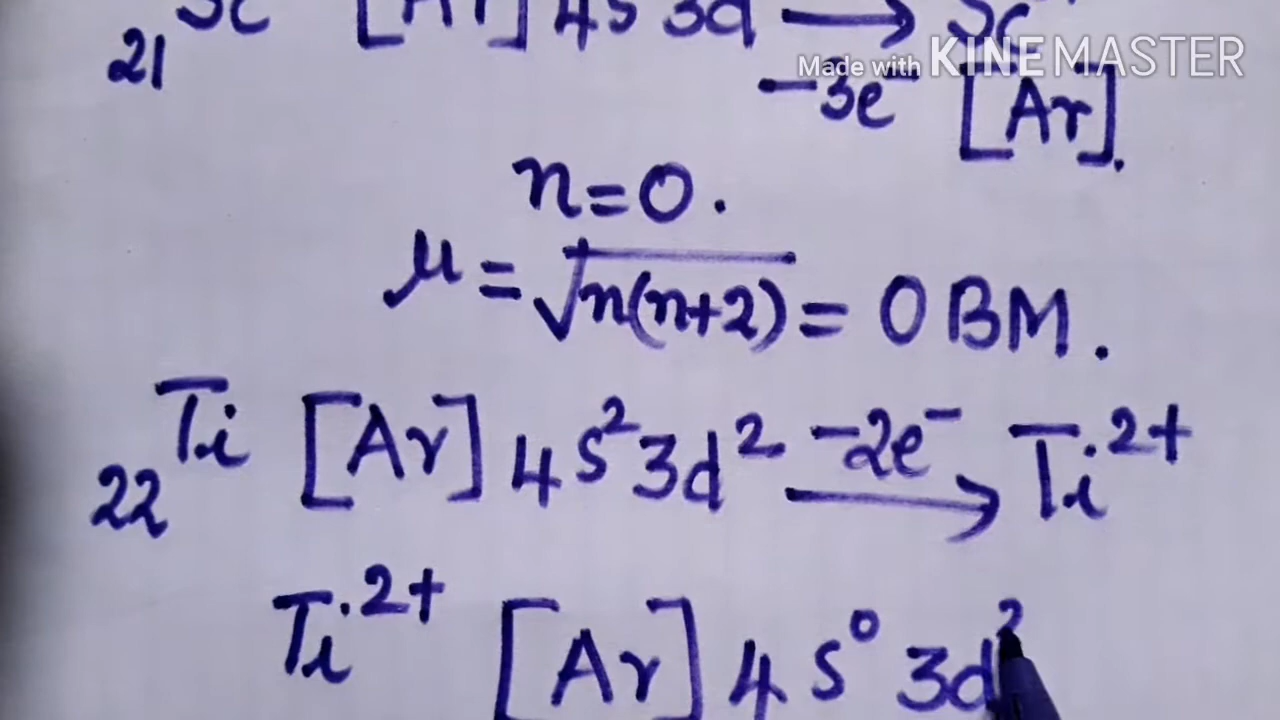 21 Sc [Ar] 4s 3d ⟶ Sc
-3e⁻ [Ar].
Made with KINEMASTER
n=0.
μ = √n(n+2) = 0 BM.
22 Ti [Ar] 4s² 3d² -2e⁻ ⟶ Ti²⁺
Ti²⁺ [Ar] 4s⁰ 3d²